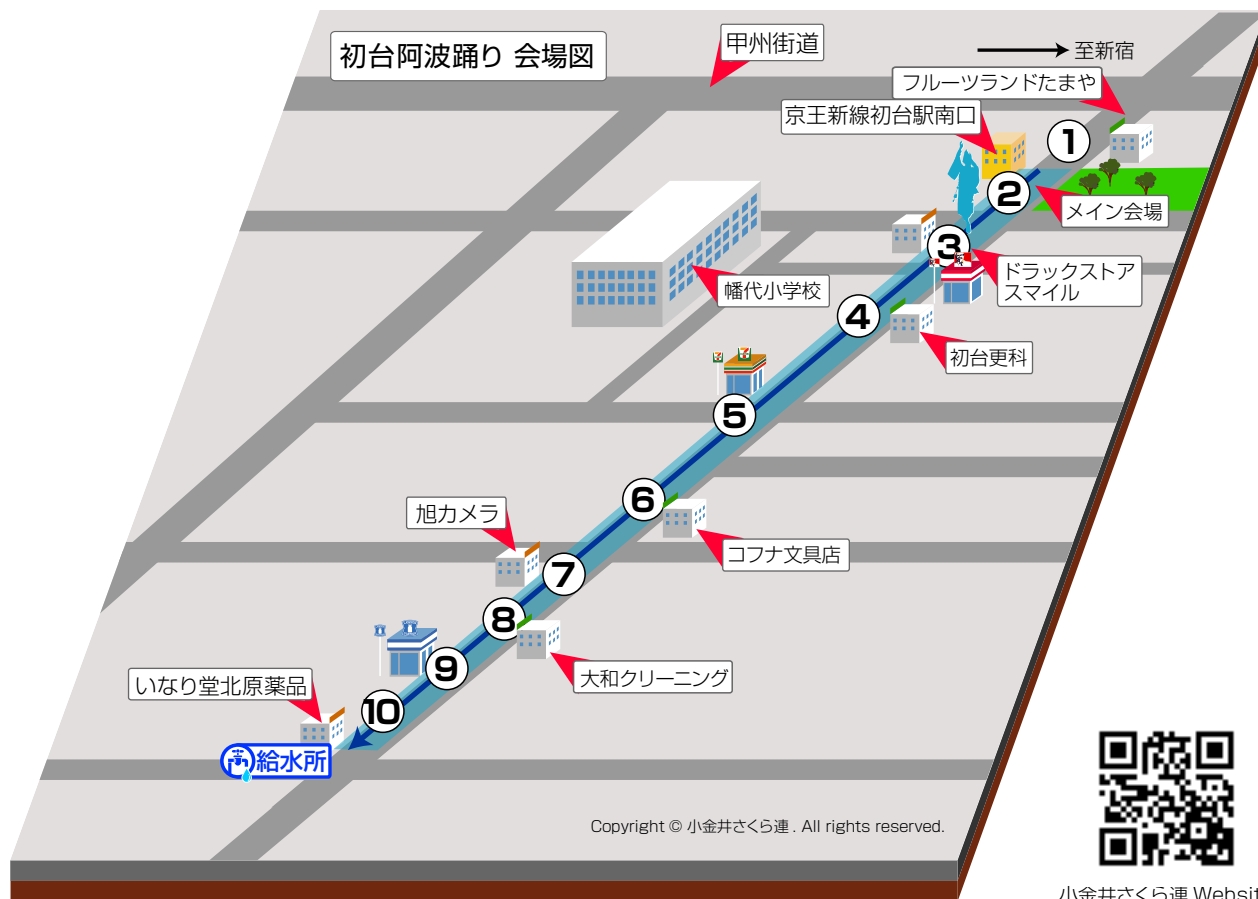 初台阿波踊り 会場図
甲州街道
至新宿
フルーツランドたまや
京王新線初台駅南口
1
2
メイン会場
3
ドラックストア
スマイル
幡代小学校
4
初台更科
7
7
5
6
旭カメラ
コフナ文具店
7
8
大和クリーニング
9
いなり堂北原薬品
10
給水所
Copyright © 小金井さくら連 . All rights reserved.
小金井さくら連 Websit